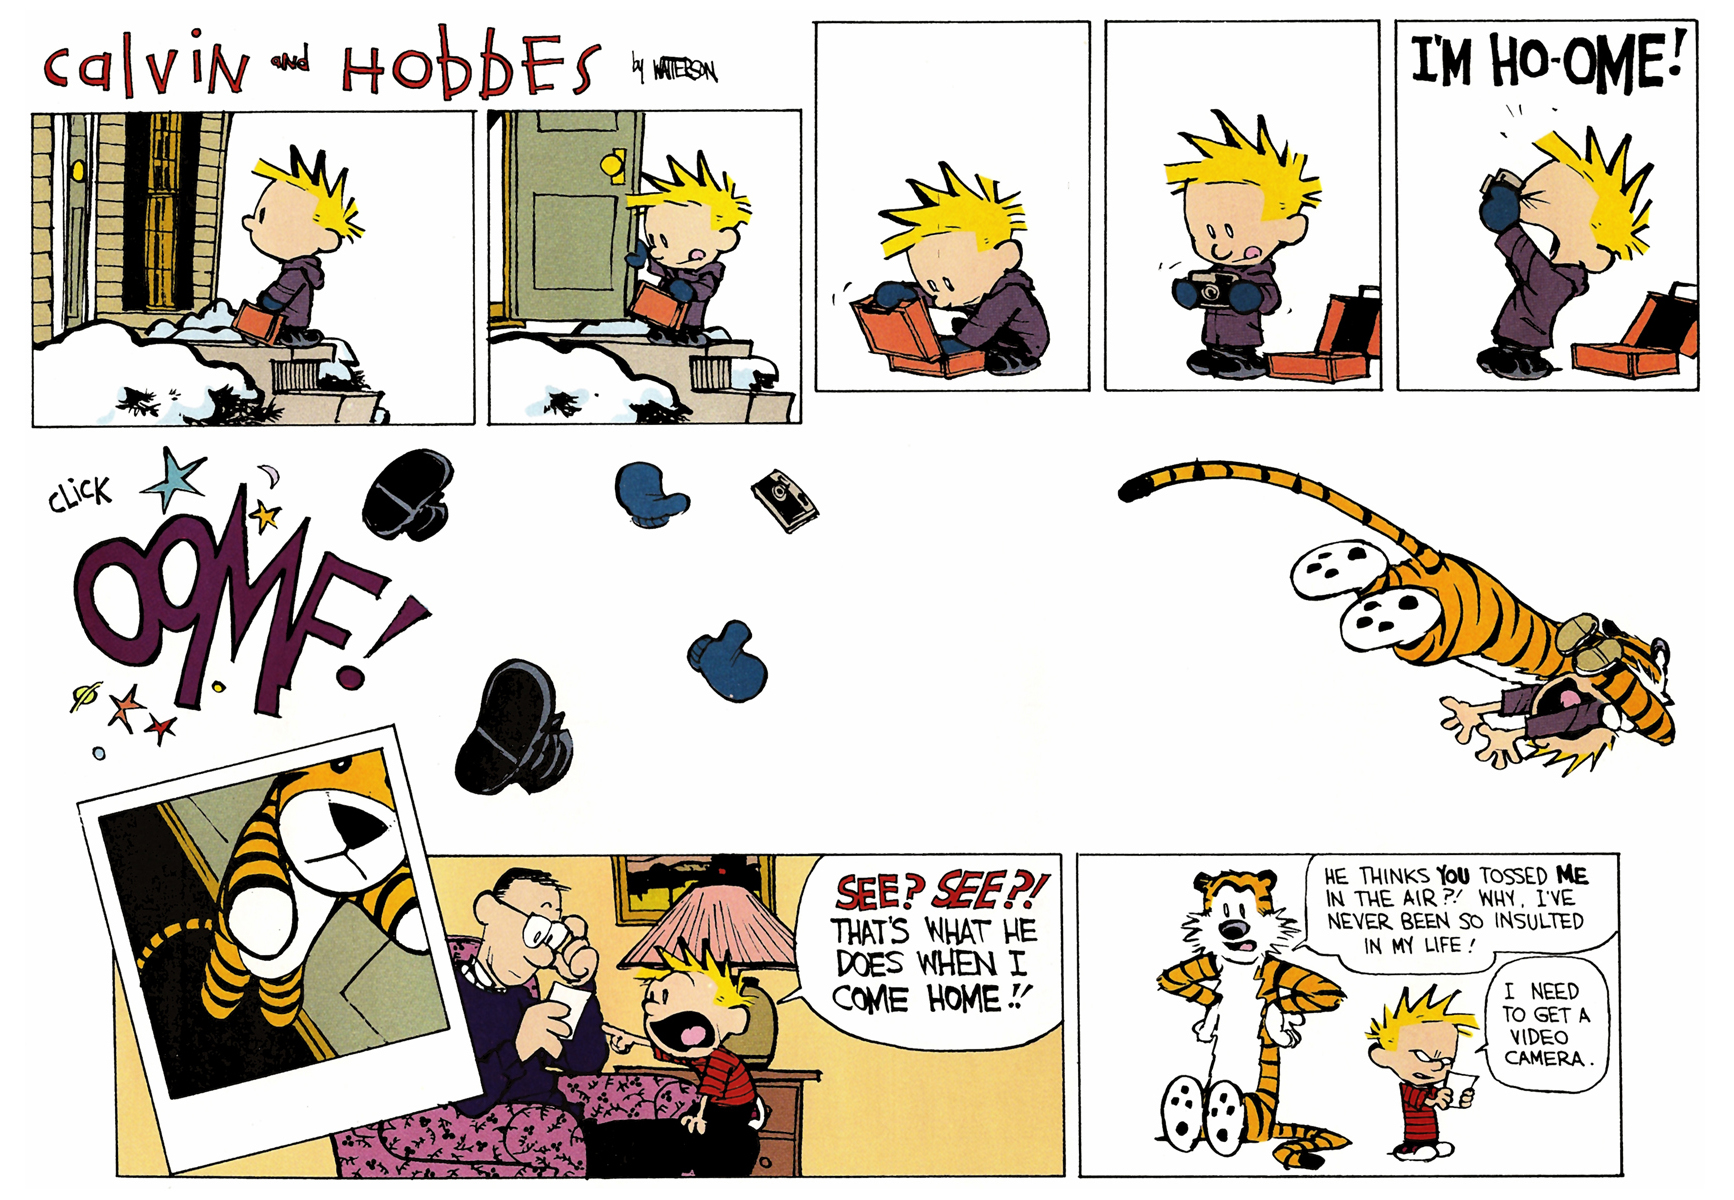 CALVIN and HOBBES by WATTERSON
I'M HO-OME!
CLICK
OOMF!
SEE? SEE?!
THAT'S WHAT HE
DOES WHEN I
COME HOME!!
HE THINKS YOU TOSSED ME
IN THE AIR?! WHY, I'VE
NEVER BEEN SO INSULTED
IN MY LIFE!
I NEED
TO GET A
VIDEO
CAMERA.